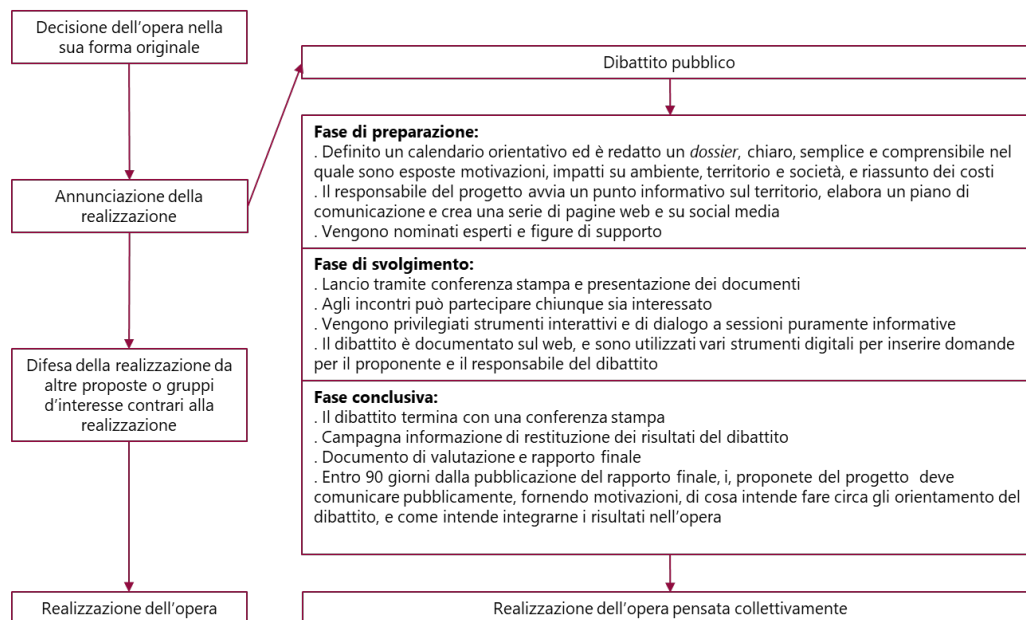 Decisione dell’opera nella
sua forma originale
Annunciazione della
realizzazione
Difesa della realizzazione da
altre proposte o gruppi
d’interesse contrari alla
realizzazione
Realizzazione dell’opera
Dibattito pubblico
Fase di preparazione:
. Definito un calendario orientativo ed è redatto un dossier, chiaro, semplice e comprensibile nel
quale sono esposte motivazioni, impatti su ambiente, territorio e società, e riassunto dei costi
. Il responsabile del progetto avvia un punto informativo sul territorio, elabora un piano di
comunicazione e crea una serie di pagine web e su social media
. Vengono nominati esperti e figure di supporto
Fase di svolgimento:
. Lancio tramite conferenza stampa e presentazione dei documenti
. Agli incontri può partecipare chiunque sia interessato
. Vengono privilegiati strumenti interattivi e di dialogo a sessioni puramente informative
. Il dibattito è documentato sul web, e sono utilizzati vari strumenti digitali per inserire domande
per il proponente e il responsabile del dibattito
Fase conclusiva:
. Il dibattito termina con una conferenza stampa
. Campagna informazione di restituzione dei risultati del dibattito
. Documento di valutazione e rapporto finale
. Entro 90 giorni dalla pubblicazione del rapporto finale, i, proponete del progetto deve
comunicare pubblicamente, fornendo motivazioni, di cosa intende fare circa gli orientamento del
dibattito, e come intende integrarne i risultati nell’opera
Realizzazione dell’opera pensata collettivamente